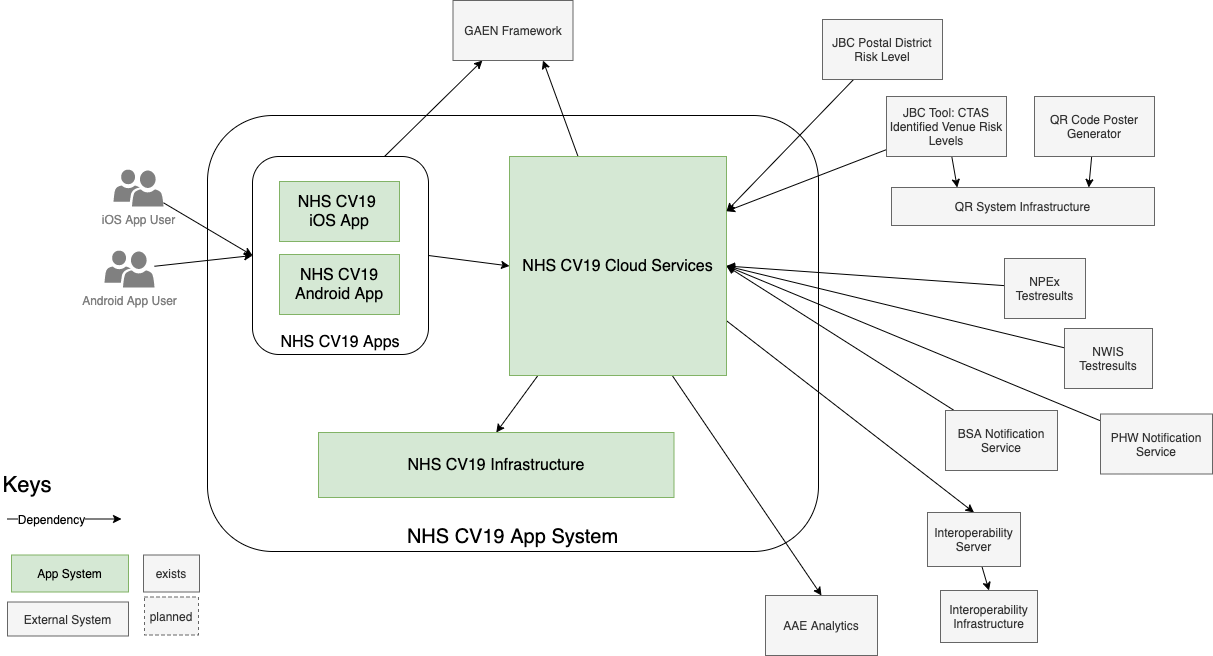 GAEN Framework
JBC Postal District
Risk Level
JBC Tool: CTAS
Identified Venue Risk
Levels
QR Code Poster
Generator
QR System Infrastructure
iOS App User
Android App User
NHS CV19
iOS App
NHS CV19
Android App
NHS CV19 Apps
NHS CV19 Cloud Services
NPEx
Testresults
NWIS
Testresults
BSA Notification
Service
PHW Notification
Service
NHS CV19 Infrastructure
NHS CV19 App System
Interoperability
Server
Interoperability
Infrastructure
AAE Analytics
Keys
Dependency
App System
exists
External System
planned